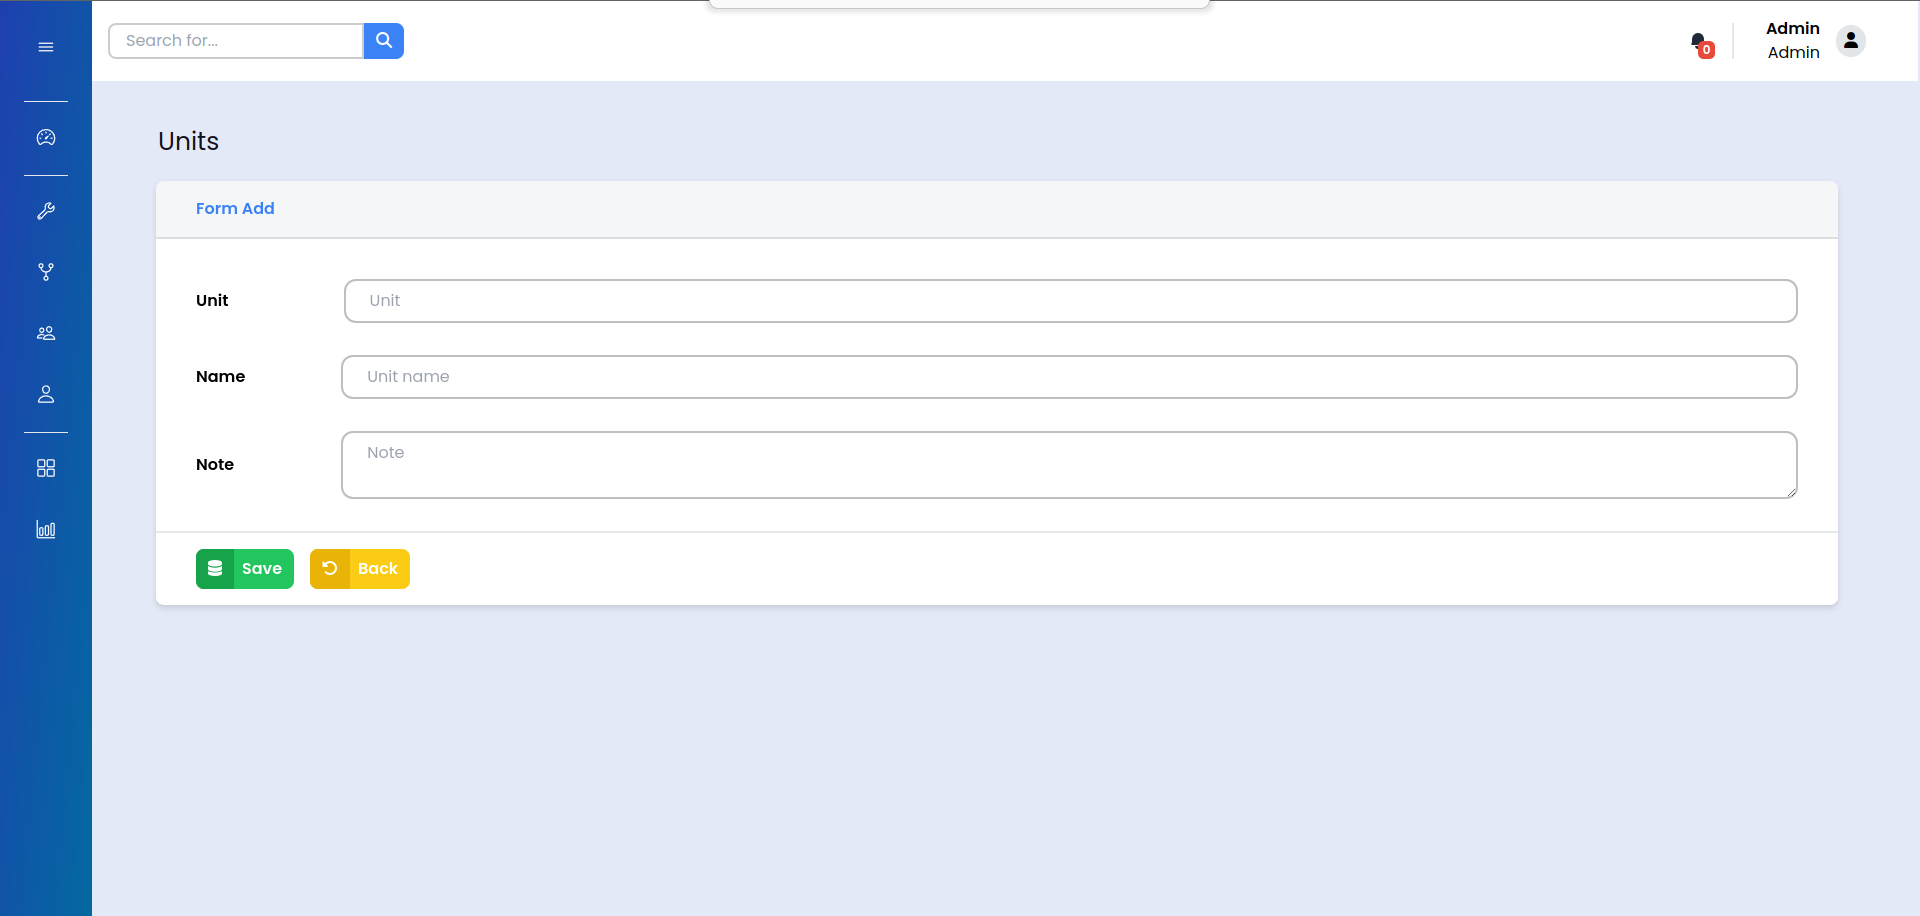 Search for...
0
Admin
Admin
Units
Form Add
Unit
Unit
Name
Unit name
Note
Note
Save
Back